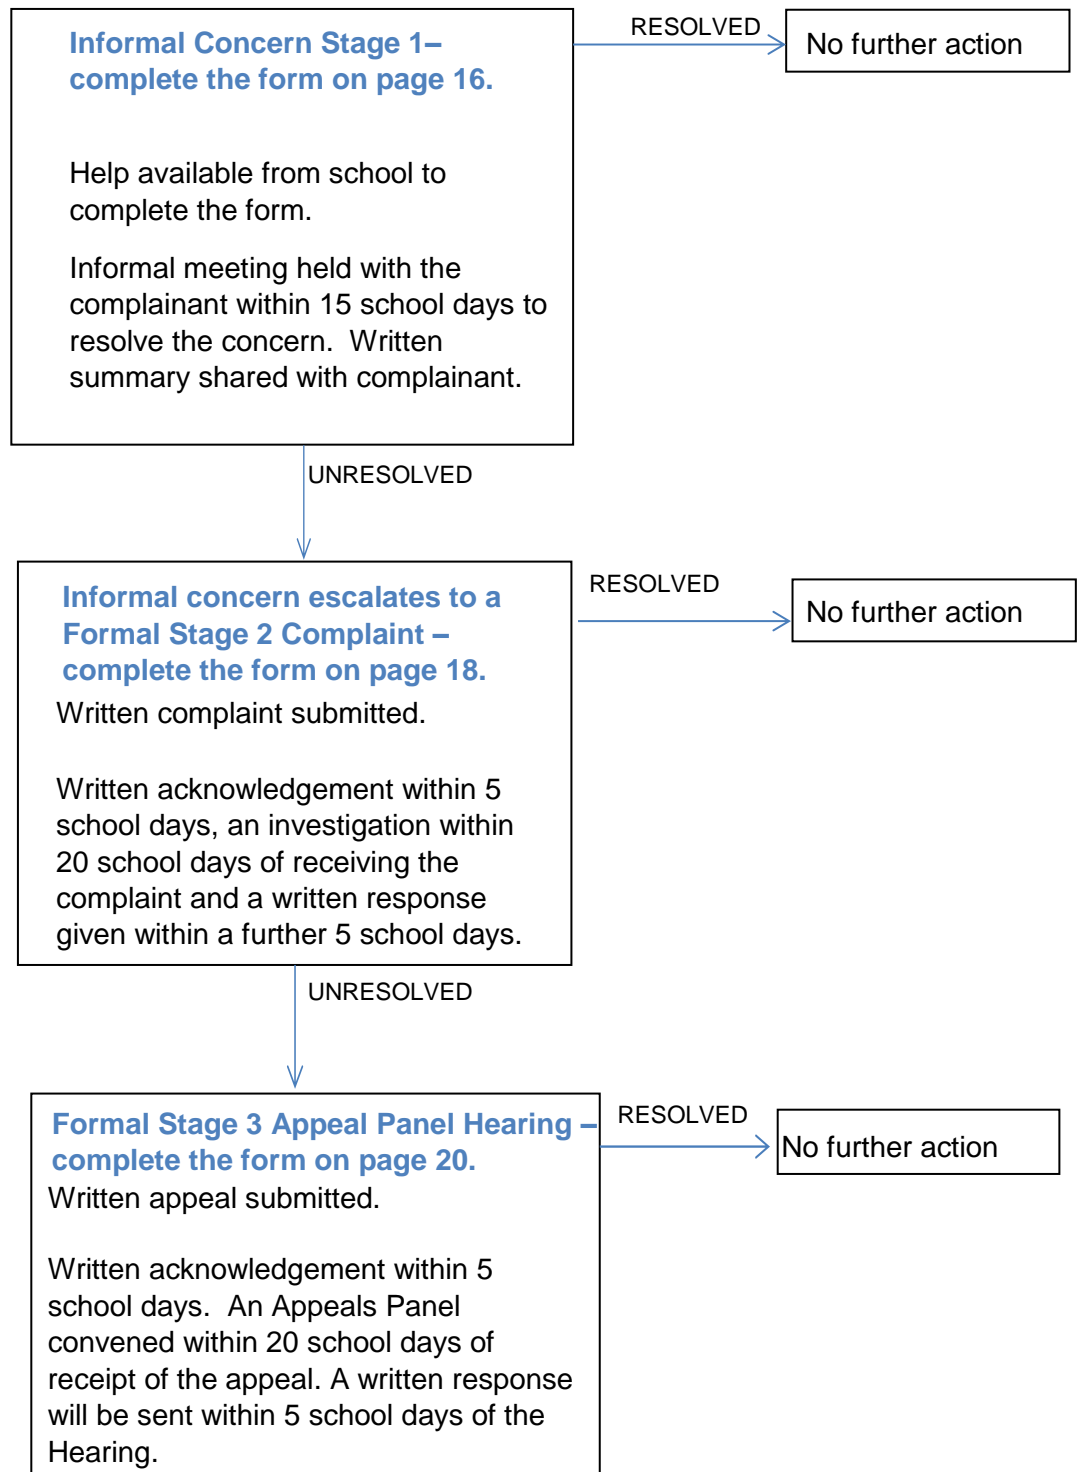 Informal Concern Stage 1–
complete the form on page 16.
Help available from school to
complete the form.
Informal meeting held with the
complainant within 15 school days to
resolve the concern.  Written
summary shared with complainant.
RESOLVED
No further action
UNRESOLVED
Informal concern escalates to a
Formal Stage 2 Complaint –
complete the form on page 18.
Written complaint submitted.
Written acknowledgement within 5
school days, an investigation within
20 school days of receiving the
complaint and a written response
given within a further 5 school days.
RESOLVED
No further action
UNRESOLVED
Formal Stage 3 Appeal Panel Hearing –
complete the form on page 20.
Written appeal submitted.
Written acknowledgement within 5
school days.  An Appeals Panel
convened within 20 school days of
receipt of the appeal. A written response
will be sent within 5 school days of the
Hearing.
RESOLVED
No further action